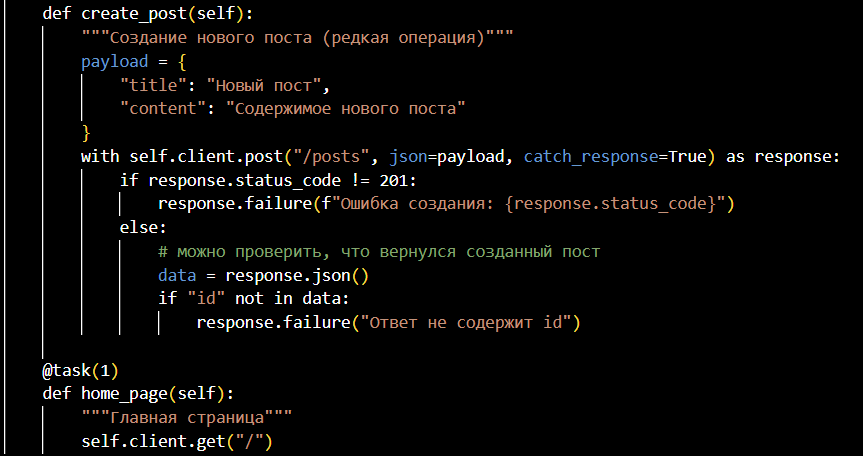 def create_post(self):
"""Создание нового поста (редкая операция)"""
payload = {
"title": "Новый пост",
"content": "Содержимое нового поста"
}
with self.client.post("/posts", json=payload, catch_response=True) as response:
if response.status_code != 201:
response.failure(f"Ошибка создания: {response.status_code}")
else:
# можно проверить, что вернулся созданный пост
data = response.json()
if "id" not in data:
response.failure("Ответ не содержит id")
@task(1)
def home_page(self):
"""Главная страница"""
self.client.get("/")